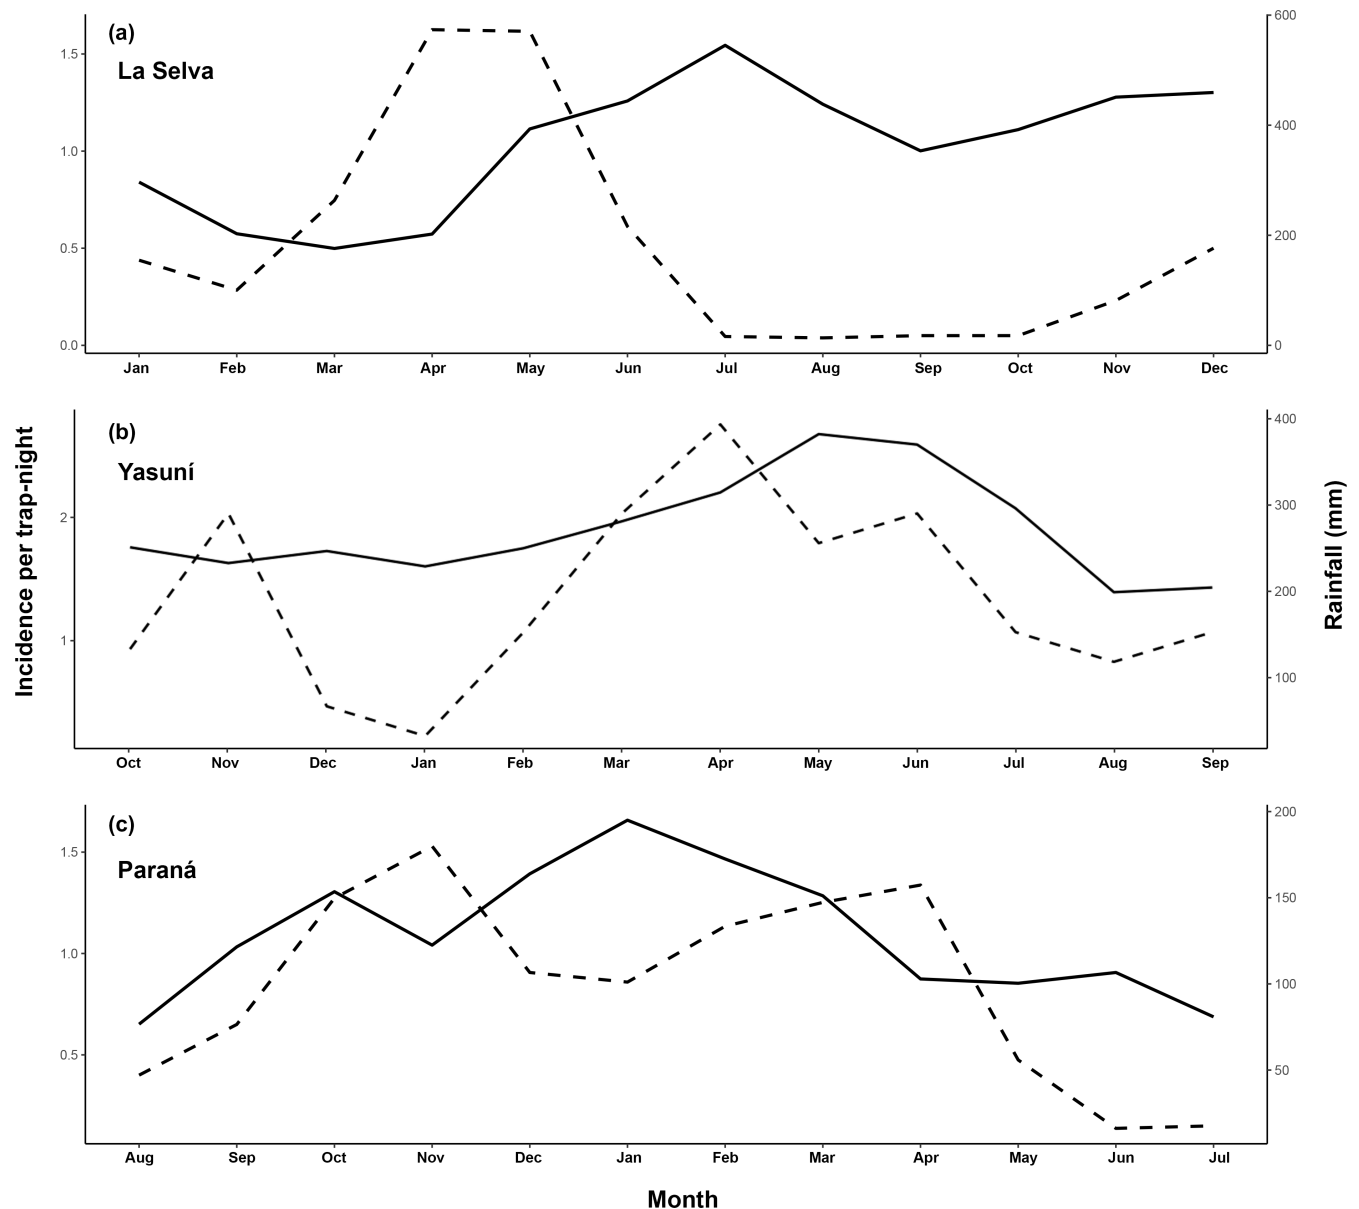 (a)
La Selva
1.5
1.0
0.5
0.0
600
400
200
0
Jan Feb Mar Apr May Jun Jul Aug Sep Oct Nov Dec
Incidence per trap-night
(b)
Yasuní
2
1
400
300
200
100
Rainfall (mm)
Oct Nov Dec Jan Feb Mar Apr May Jun Jul Aug Sep
(c)
Paraná
1.5
1.0
0.5
200
150
100
50
Aug Sep Oct Nov Dec Jan Feb Mar Apr May Jun Jul
Month